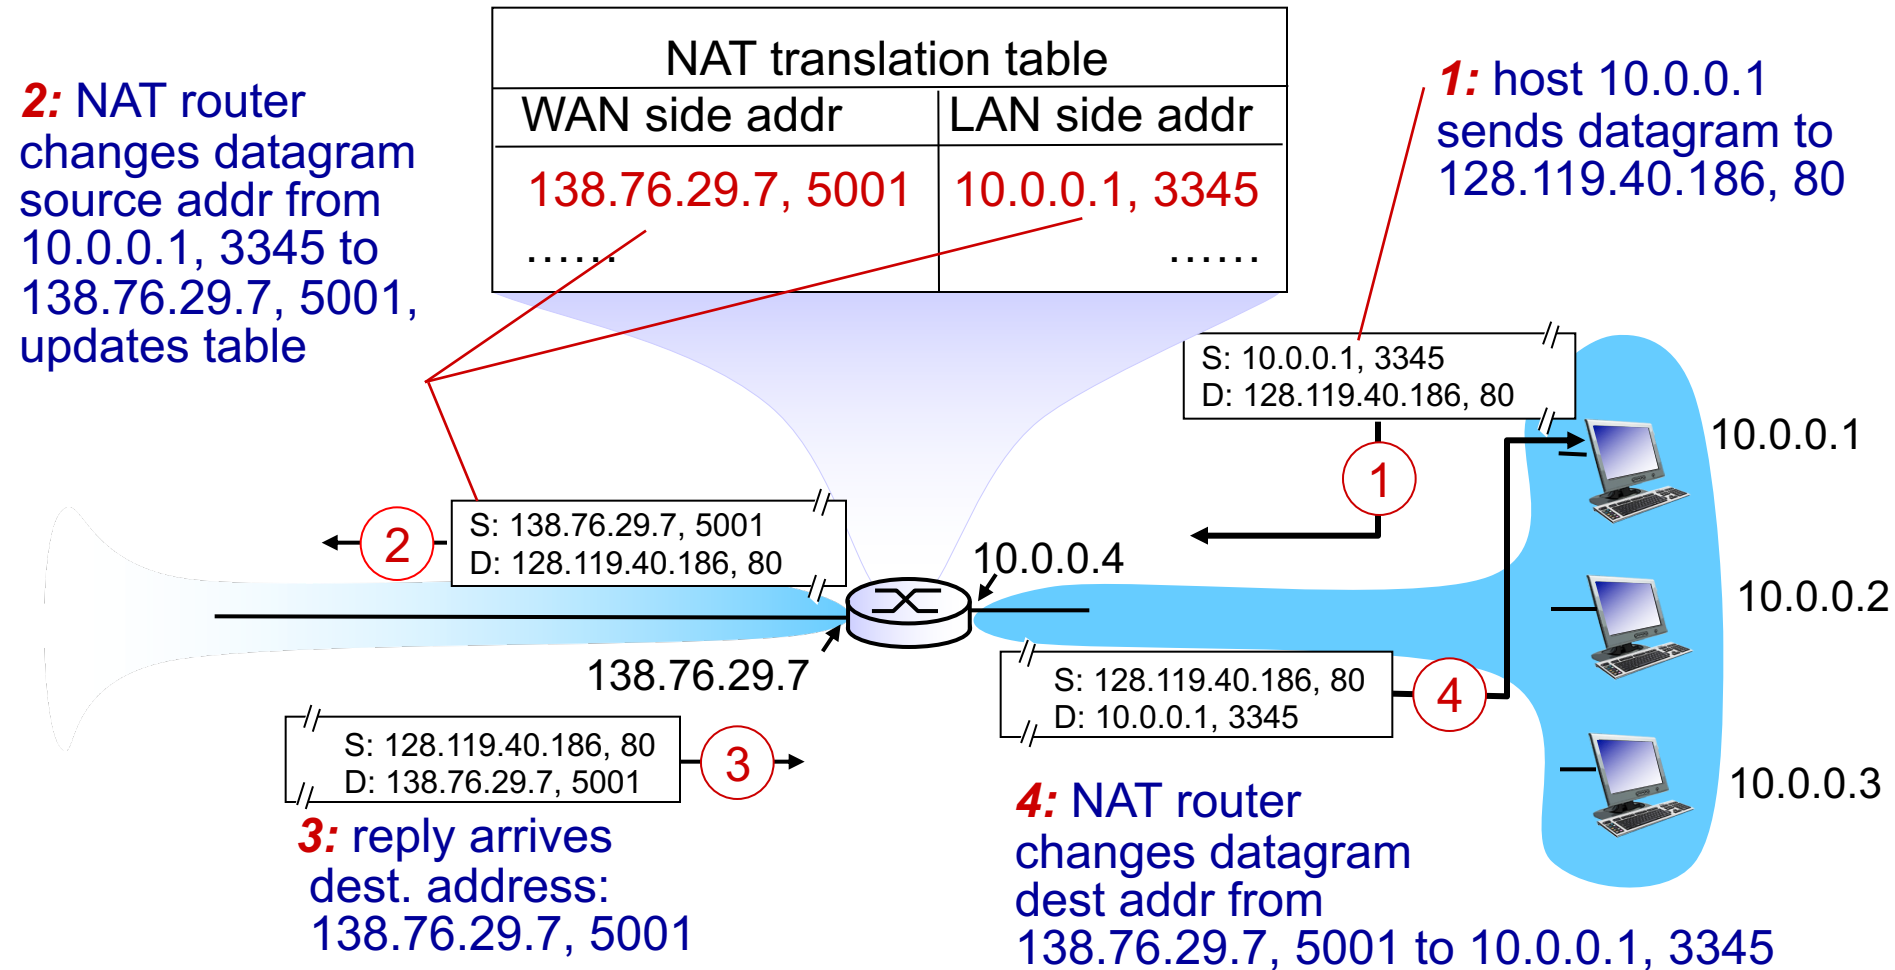 NAT translation table
WAN side addr LAN side addr
138.76.29.7, 5001 10.0.0.1, 3345
...... ......
2: NAT router
changes datagram
source addr from
10.0.0.1, 3345 to
138.76.29.7, 5001,
updates table
1: host 10.0.0.1
sends datagram to
128.119.40.186, 80
S: 10.0.0.1, 3345
D: 128.119.40.186, 80
1
10.0.0.1
S: 138.76.29.7, 5001
D: 128.119.40.186, 80
2
10.0.0.4
10.0.0.2
138.76.29.7
S: 128.119.40.186, 80
D: 10.0.0.1, 3345
4
S: 128.119.40.186, 80
D: 138.76.29.7, 5001
3
10.0.0.3
3: reply arrives
dest. address:
138.76.29.7, 5001
4: NAT router
changes datagram
dest addr from
138.76.29.7, 5001 to 10.0.0.1, 3345